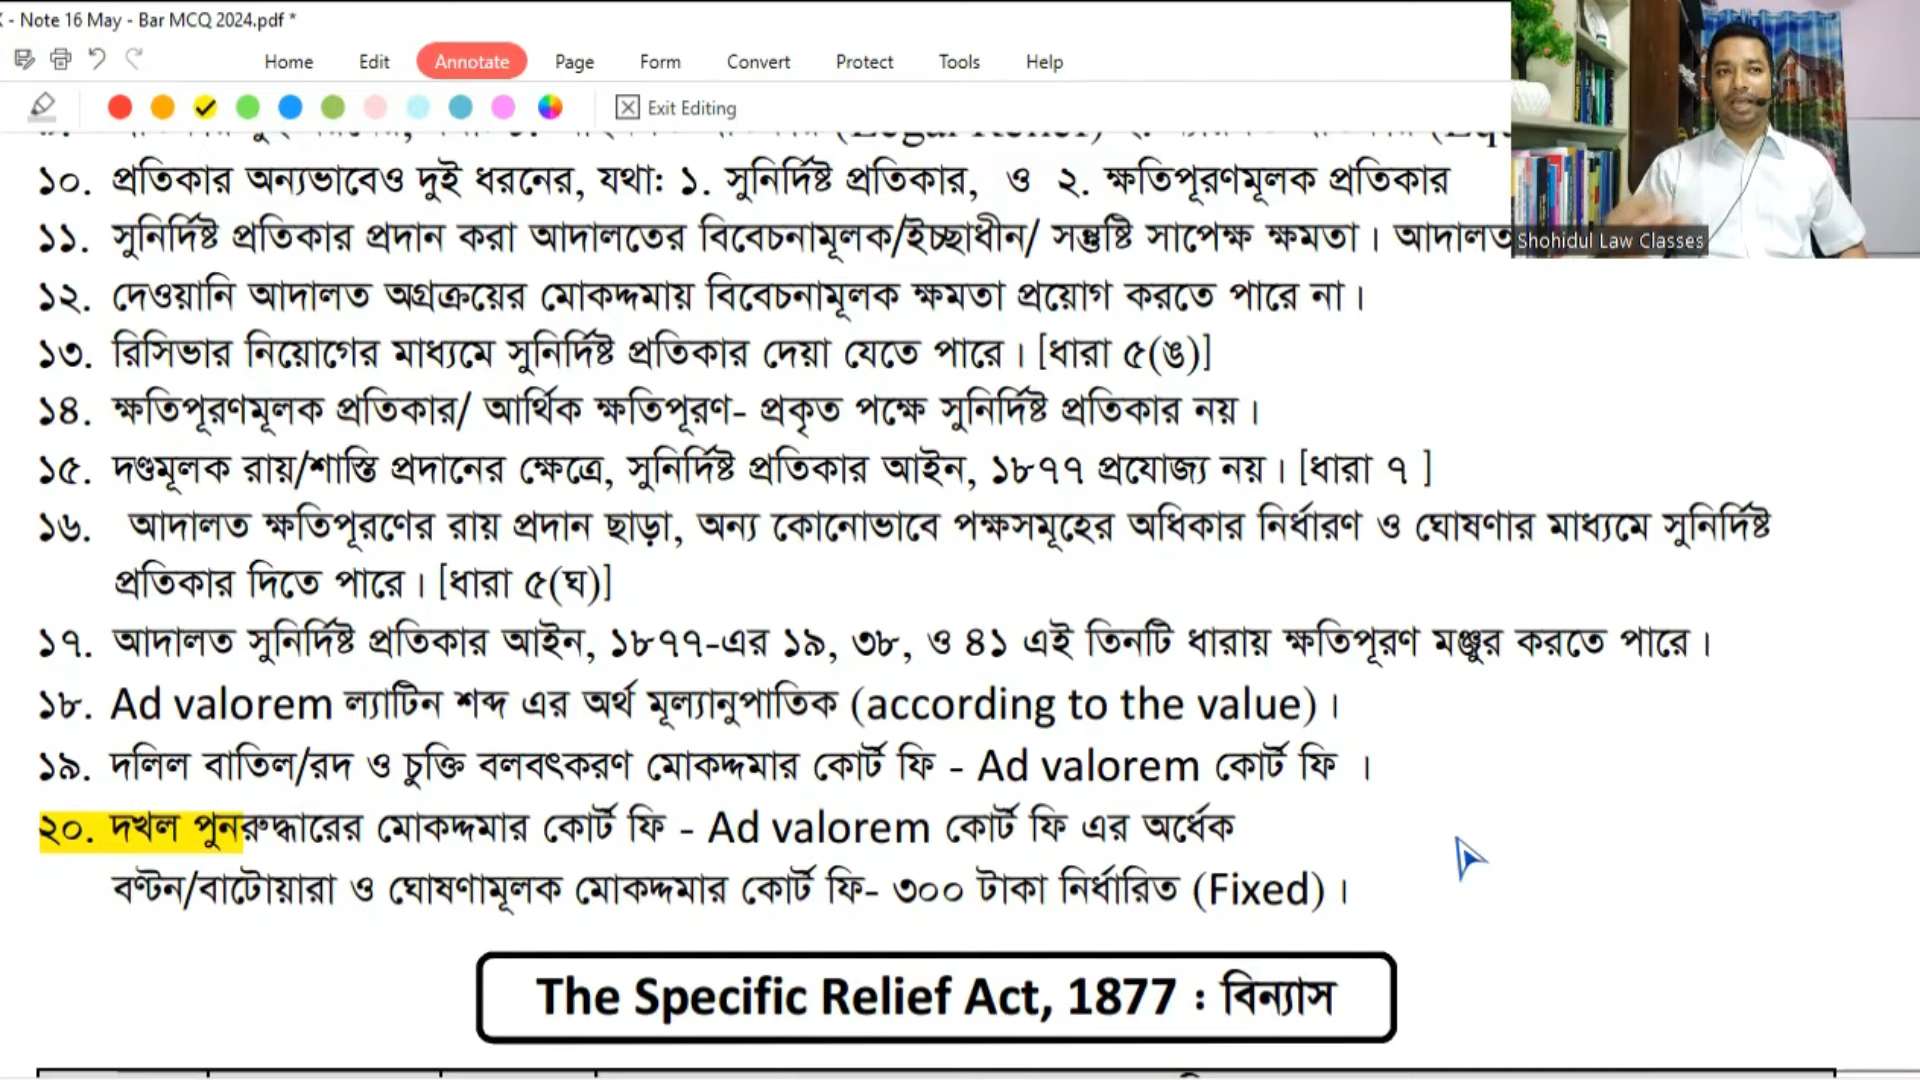 - Note 16 May - Bar MCQ 2024.pdf *
Home Edit Annotate Page Form Convert Protect Tools Help
Exit Editing
১০. প্রতিকার অন্যভাবেও দুই ধরনের, যথা: ১. সুনির্দিষ্ট প্রতিকার, ও ২. ক্ষতিপূরণমূলক প্রতিকার
১১. সুনির্দিষ্ট প্রতিকার প্রদান করা আদালতের বিবেচনামূলক/ইচ্ছাধীন/ সন্তুষ্টি সাপেক্ষ ক্ষমতা। আদালত
Shohidul Law Classes
১২. দেওয়ানি আদালত অগ্রক্রয়ের মোকদ্দমায় বিবেচনামূলক ক্ষমতা প্রয়োগ করতে পারে না।
১৩. রিসিভার নিয়োগের মাধ্যমে সুনির্দিষ্ট প্রতিকার দেয়া যেতে পারে। [ধারা ৫(ঙ)]
১৪. ক্ষতিপূরণমূলক প্রতিকার/ আর্থিক ক্ষতিপূরণ- প্রকৃত পক্ষে সুনির্দিষ্ট প্রতিকার নয়।
১৫. দণ্ডমূলক রায়/শাস্তি প্রদানের ক্ষেত্রে, সুনির্দিষ্ট প্রতিকার আইন, ১৮৭৭ প্রযোজ্য নয়। [ধারা ৭ ]
১৬. আদালত ক্ষতিপূরণের রায় প্রদান ছাড়া, অন্য কোনোভাবে পক্ষসমূহের অধিকার নির্ধারণ ও ঘোষণার মাধ্যমে সুনির্দিষ্ট
প্রতিকার দিতে পারে। [ধারা ৫(ঘ)]
১৭. আদালত সুনির্দিষ্ট প্রতিকার আইন, ১৮৭৭-এর ১৯, ৩৮, ও ৪১ এই তিনটি ধারায় ক্ষতিপূরণ মঞ্জুর করতে পারে।
১৮. Ad valorem ল্যাটিন শব্দ এর অর্থ মূল্যানুপাতিক (according to the value)।
১৯. দলিল বাতিল/রদ ও চুক্তি বলবৎকরণ মোকদ্দমার কোর্ট ফি - Ad valorem কোর্ট ফি ।
২০. দখল পুনরুদ্ধারের মোকদ্দমার কোর্ট ফি - Ad valorem কোর্ট ফি এর অর্ধেক
বণ্টন/বাটোয়ারা ও ঘোষণামূলক মোকদ্দমার কোর্ট ফি- ৩০০ টাকা নির্ধারিত (Fixed)।
The Specific Relief Act, 1877 : বিন্যাস